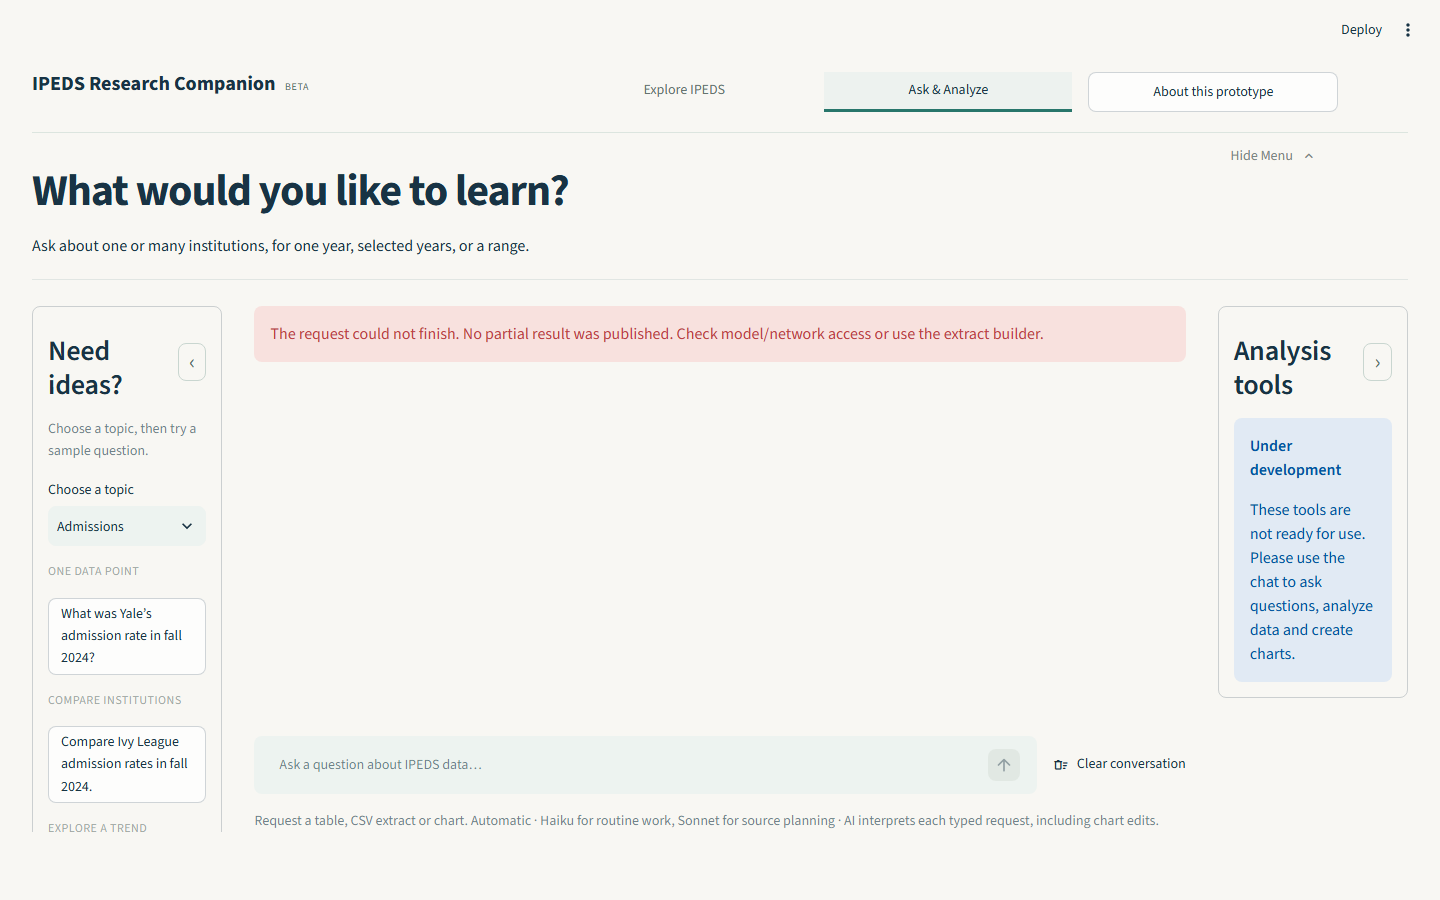 Deploy
IPEDS Research Companion BETA
Explore IPEDS
Ask & Analyze
About this prototype
Hide Menu
What would you like to learn?
Ask about one or many institutions, for one year, selected years, or a range.
Need
ideas?
Choose a topic, then try a
sample question.
Choose a topic
Admissions
ONE DATA POINT
What was Yale’s
admission rate in fall
2024?
COMPARE INSTITUTIONS
Compare Ivy League
admission rates in fall
2024.
EXPLORE A TREND
The request could not finish. No partial result was published. Check model/network access or use the extract builder.
Ask a question about IPEDS data…
Clear conversation
Request a table, CSV extract or chart. Automatic · Haiku for routine work, Sonnet for source planning · AI interprets each typed request, including chart edits.
Analysis
tools
Under
development
These tools are
not ready for use.
Please use the
chat to ask
questions, analyze
data and create
charts.